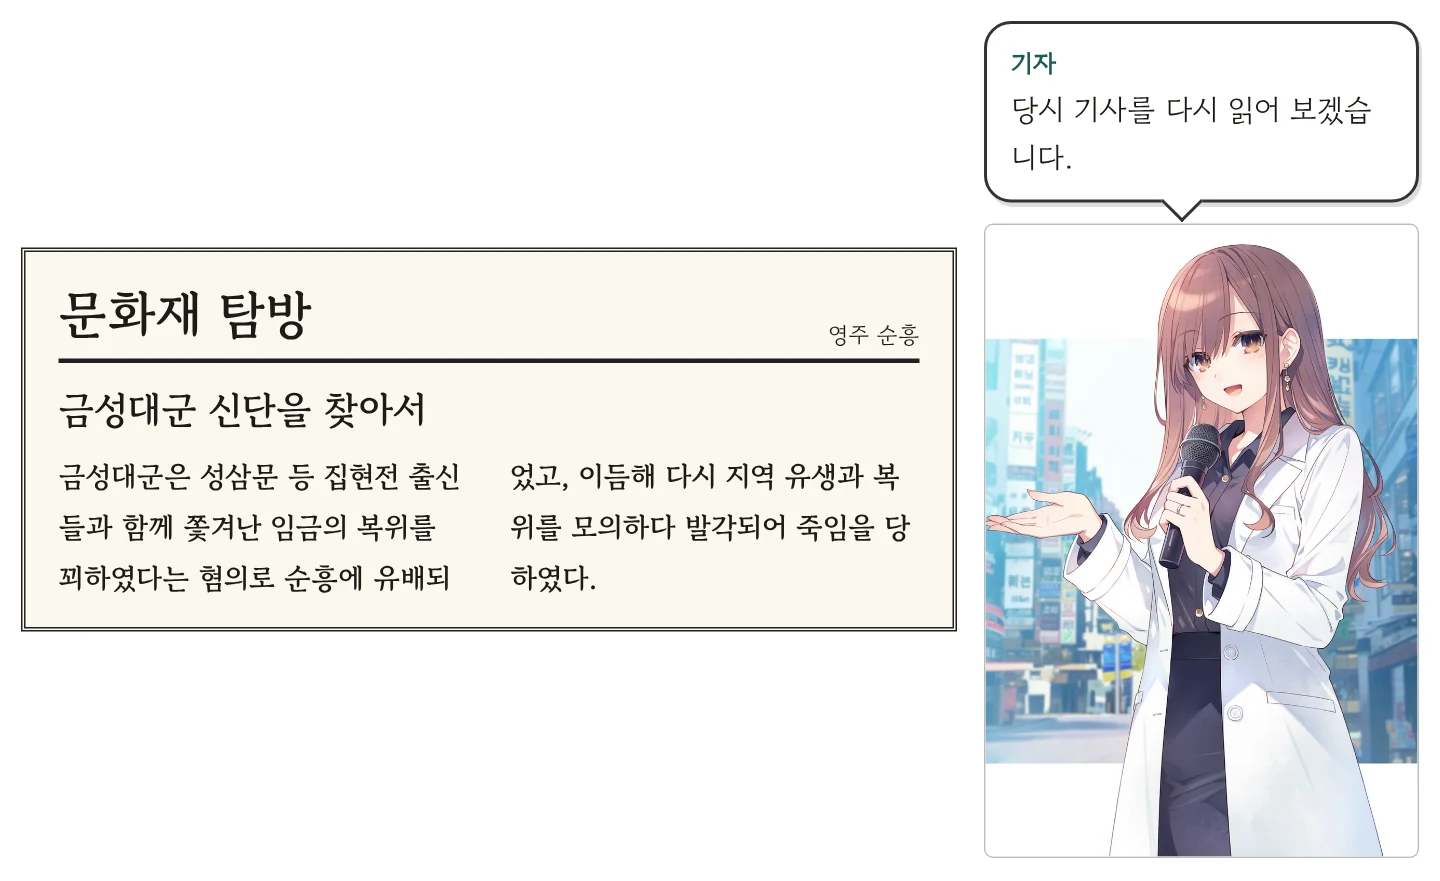 문화재 탐방
영주 순흥
금성대군 신단을 찾아서
금성대군은 성삼문 등 집현전 출신
들과 함께 쫓겨난 임금의 복위를
꾀하였다는 혐의로 순흥에 유배되
었고, 이듬해 다시 지역 유생과 복
위를 모의하다 발각되어 죽임을 당
하였다.
기자
당시 기사를 다시 읽어 보겠습
니다.